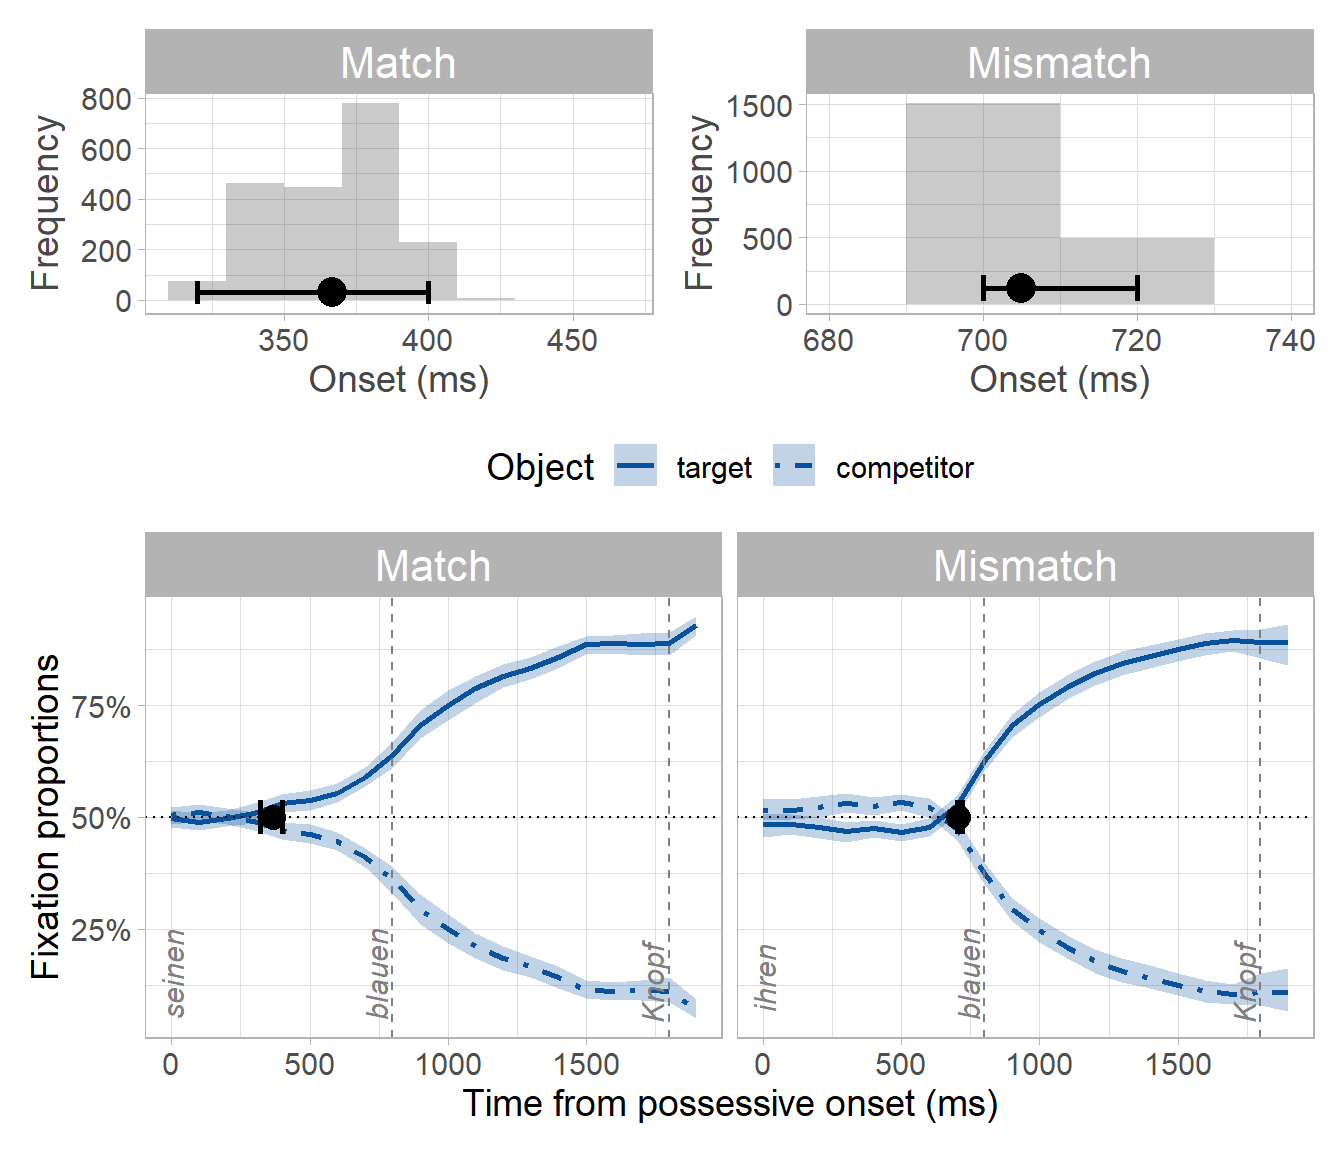 Match
Mismatch
Frequency
800
600
400
200
0
350
400
450
Onset (ms)
Frequency
1500
1000
500
0
680
700
720
740
Onset (ms)
Object
target
competitor
Match
Mismatch
Fixation proportions
75%
50%
25%
seinen
blauen
Knopf
ihren
blauen
Knopf
0
500
1000
1500
0
500
1000
1500
Time from possessive onset (ms)